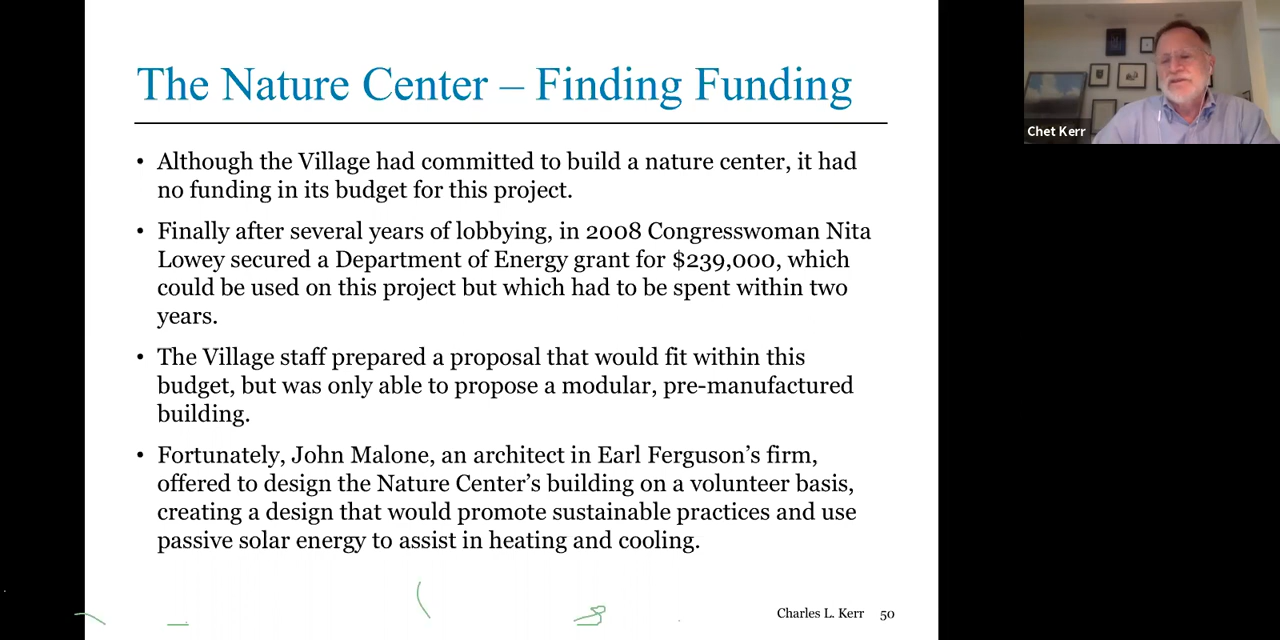 The Nature Center – Finding Funding
• Although the Village had committed to build a nature center, it had
no funding in its budget for this project.
• Finally after several years of lobbying, in 2008 Congresswoman Nita
Lowey secured a Department of Energy grant for $239,000, which
could be used on this project but which had to be spent within two
years.
• The Village staff prepared a proposal that would fit within this
budget, but was only able to propose a modular, pre-manufactured
building.
• Fortunately, John Malone, an architect in Earl Ferguson’s firm,
offered to design the Nature Center’s building on a volunteer basis,
creating a design that would promote sustainable practices and use
passive solar energy to assist in heating and cooling.
Charles L. Kerr 50
Chet Kerr